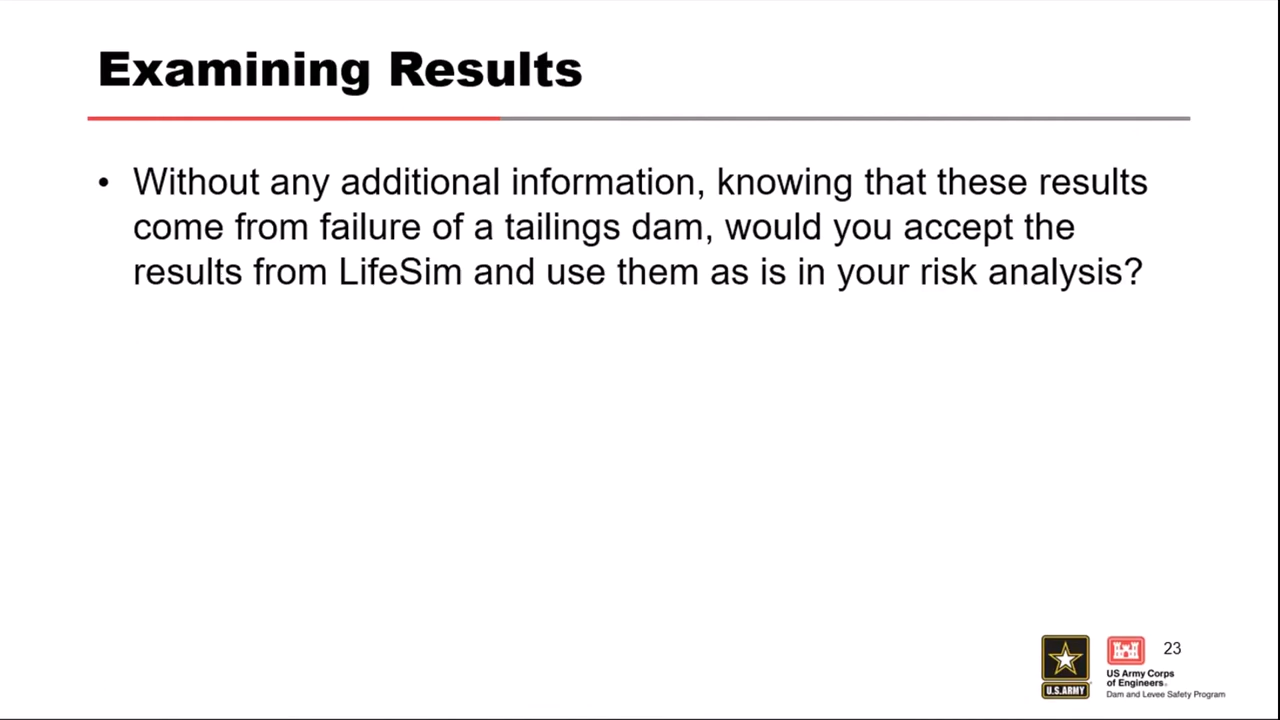 Examining Results
• Without any additional information, knowing that these results
come from failure of a tailings dam, would you accept the
results from LifeSim and use them as is in your risk analysis?
23
U.S.ARMY
US Army Corps
of Engineers®
Dam and Levee Safety Program